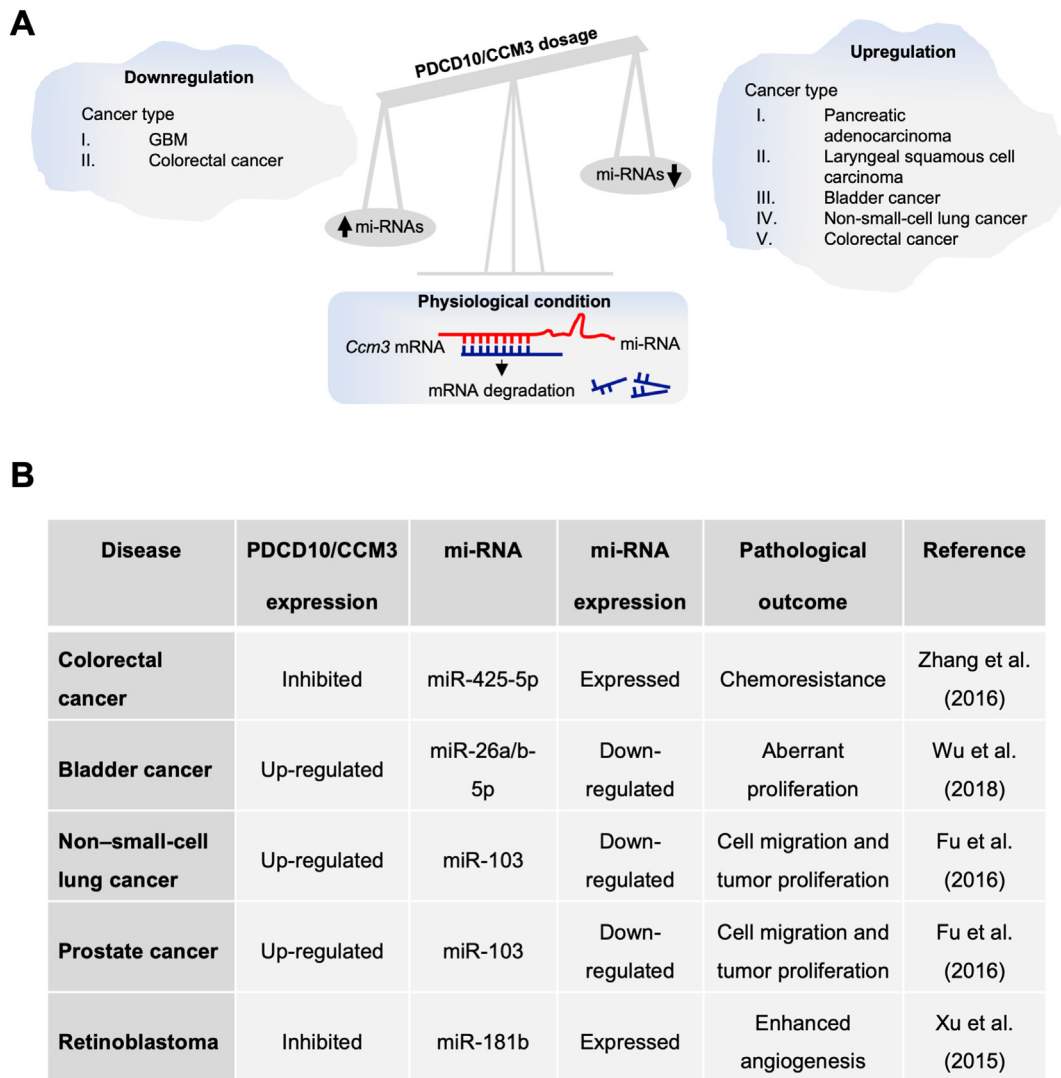 A
PDCD10/CCM3 dosage
Downregulation
Cancer type
I. GBM
II. Colorectal cancer
mi-RNAs
mi-RNAs
Upregulation
Cancer type
I. Pancreatic
adenocarcinoma
II. Laryngeal squamous cell
carcinoma
III. Bladder cancer
IV. Non-small-cell lung cancer
V. Colorectal cancer
Physiological condition
Ccm3 mRNA
mi-RNA
mRNA degradation
B
Disease
PDCD10/CCM3
expression
mi-RNA
mi-RNA
expression
Pathological
outcome
Reference
Colorectal
cancer
Inhibited
miR-425-5p
Expressed
Chemoresistance
Zhang et al.
(2016)
Bladder cancer
Up-regulated
miR-26a/b-
5p
Down-
regulated
Aberrant
proliferation
Wu et al.
(2018)
Non–small-cell
lung cancer
Up-regulated
miR-103
Down-
regulated
Cell migration and
tumor proliferation
Fu et al.
(2016)
Prostate cancer
Up-regulated
miR-103
Down-
regulated
Cell migration and
tumor proliferation
Fu et al.
(2016)
Retinoblastoma
Inhibited
miR-181b
Expressed
Enhanced
angiogenesis
Xu et al.
(2015)